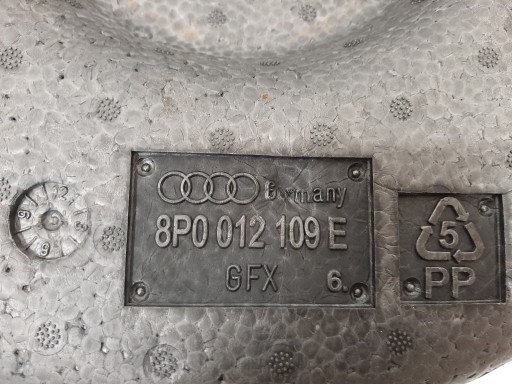 Germany
8P0 012 109 E
GFX 6.
5
PP